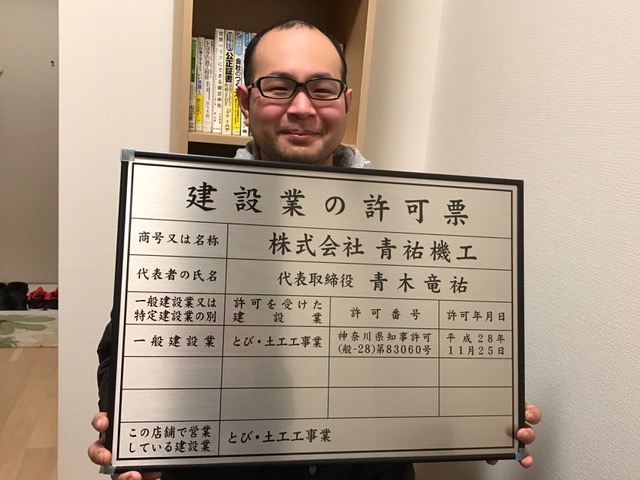 建設業の許可票
商号又は名称 株式会社 青祐機工
代表者の氏名 代表取締役 青木竜祐
一般建設業又は
特定建設業の別
許可を受けた
建設業
許可番号
許可年月日
一般建設業
とび・土工工事業
神奈川県知事許可
(般-28)第83060号
平成28年
11月25日
この店舗で営業
している建設業
とび・土工工事業
公正証書